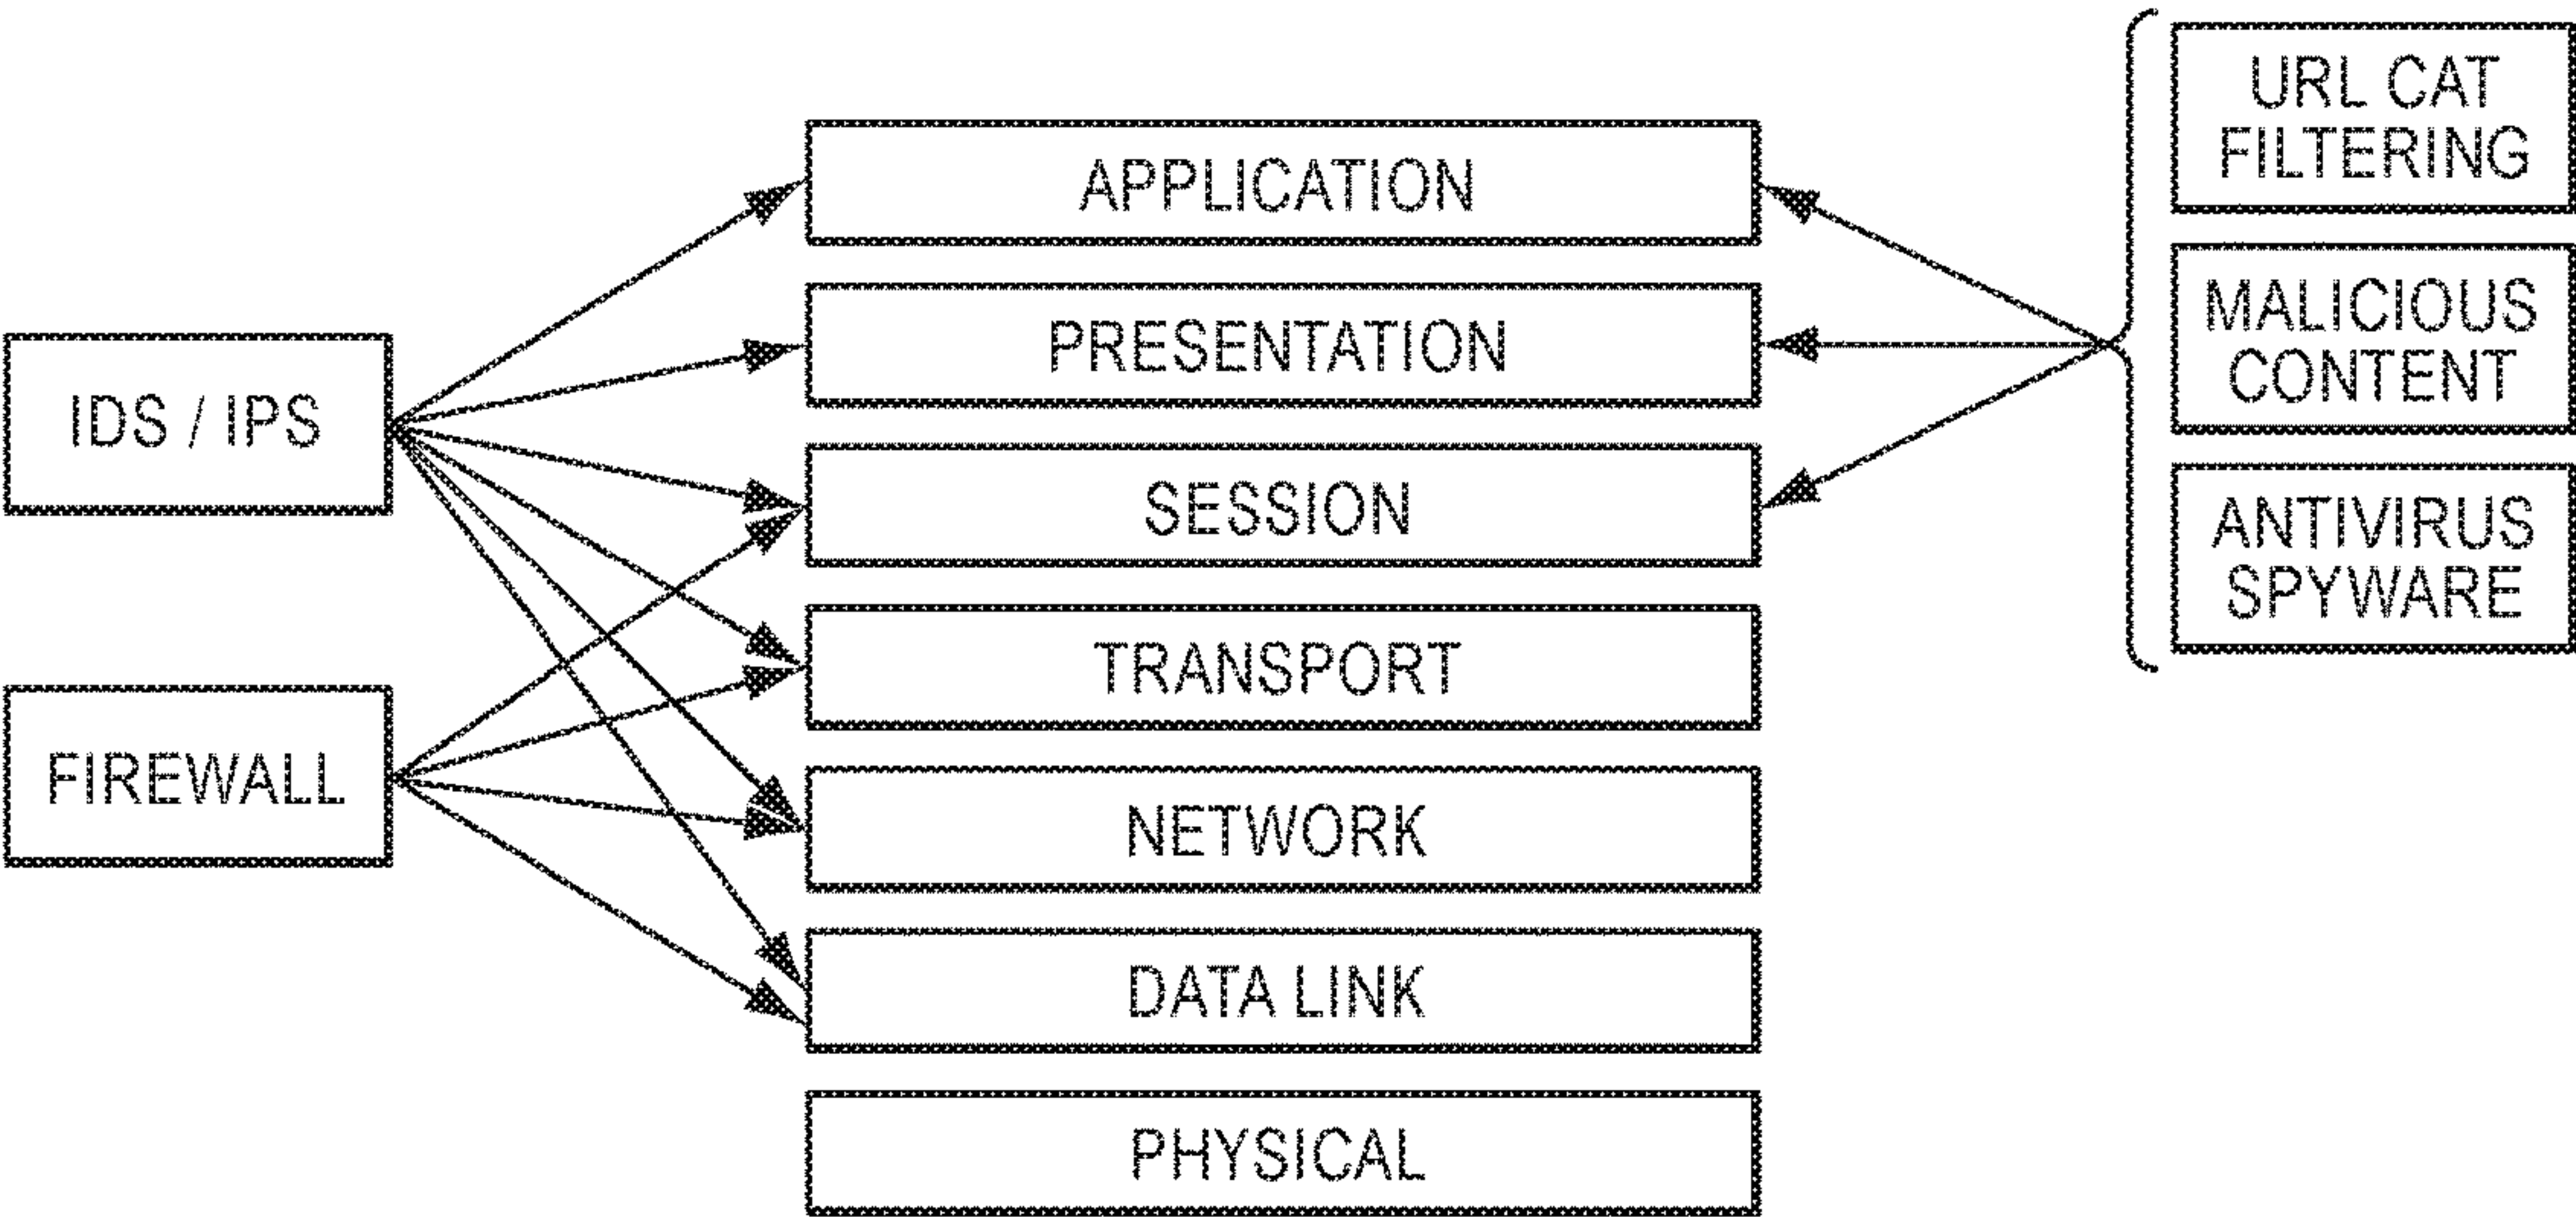 IDS / IPS
FIREWALL
APPLICATION
PRESENTATION
SESSION
TRANSPORT
NETWORK
DATA LINK
PHYSICAL
URL CAT
FILTERING
MALICIOUS
CONTENT
ANTIVIRUS
SPYWARE